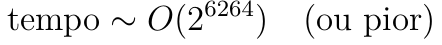 tempo ∼ O(2^{6264}) (ou pior)